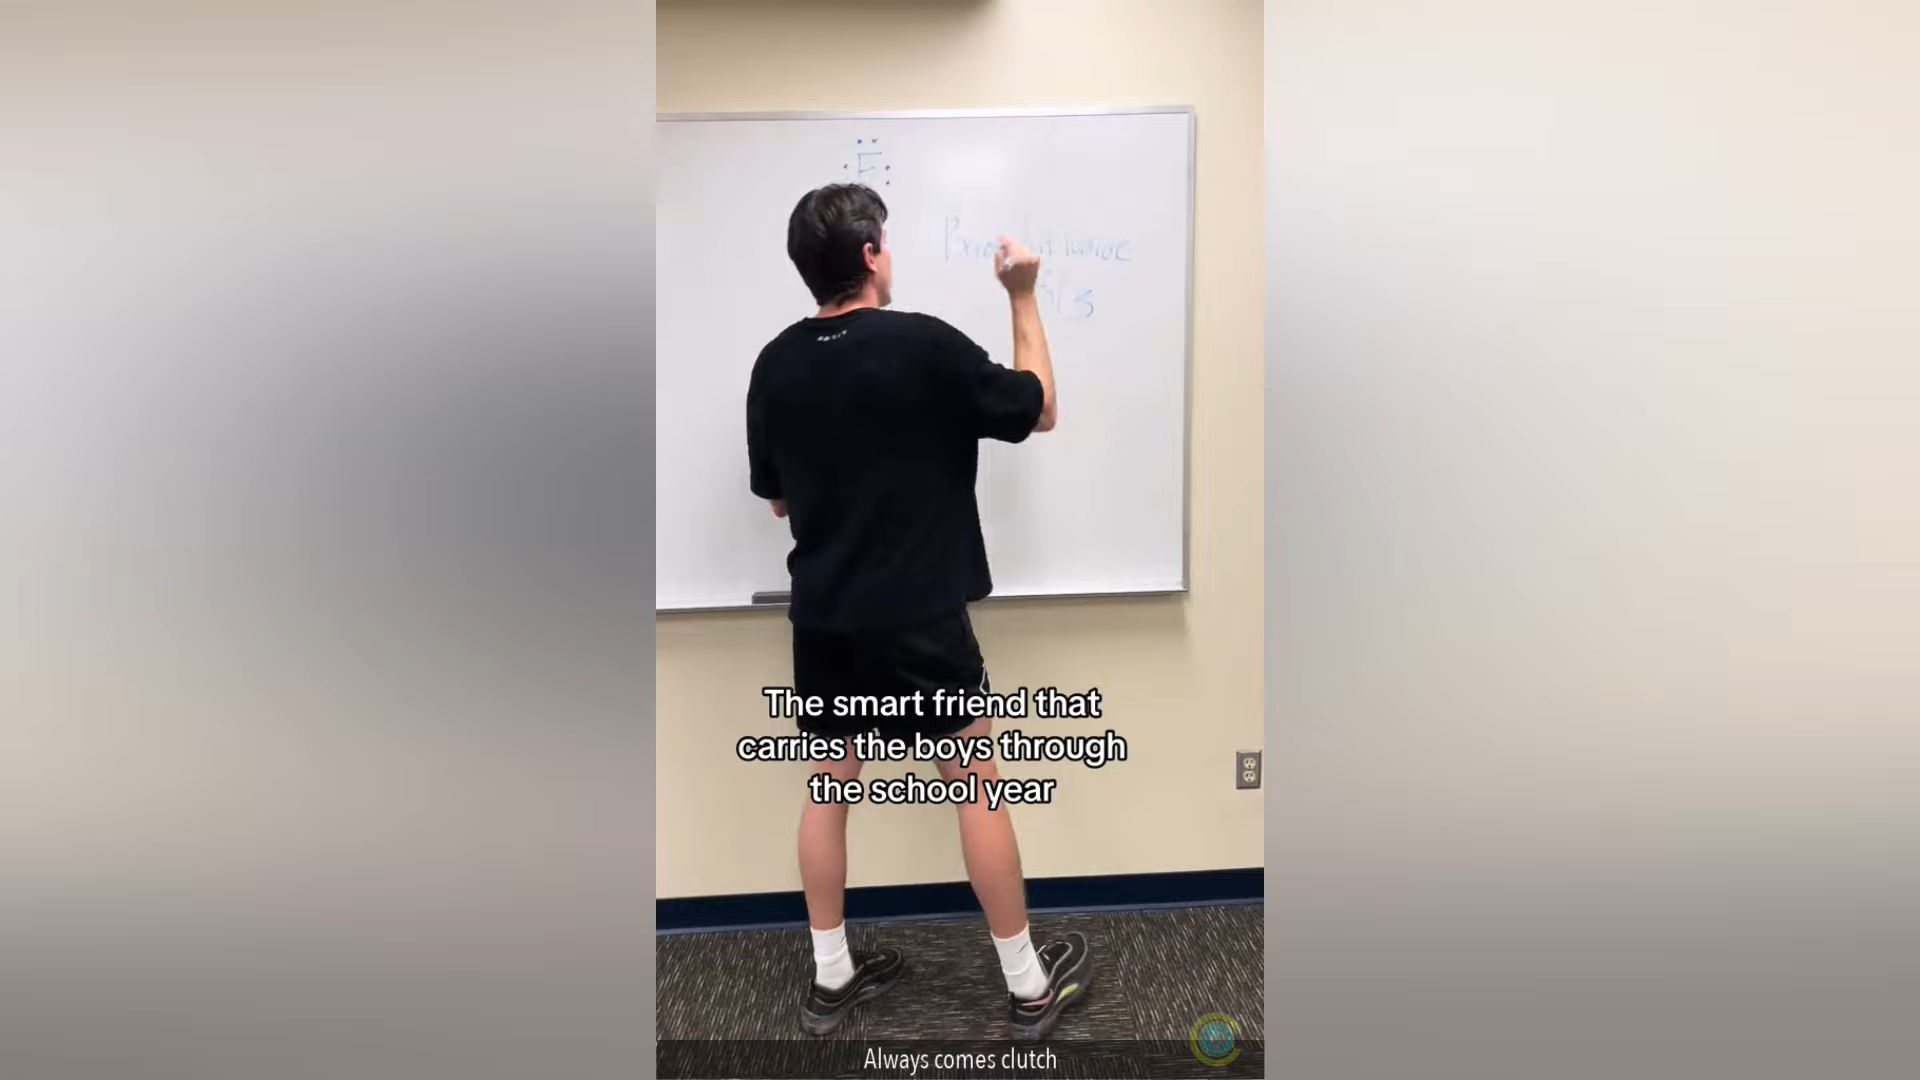 F
The smart friend that
carries the boys through
the school year
Always comes clutch